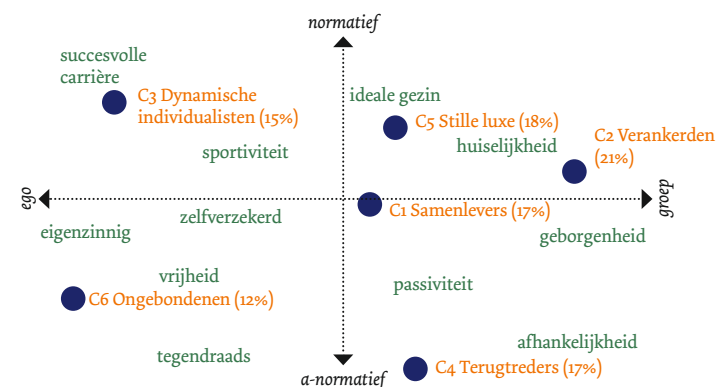 normatief
succesvolle
carrière
C3 Dynamische
individualisten (15%)
ideale gezin
C5 Stille luxe (18%)
huiselijkheid
C2 Verankerden
(21%)
sportiviteit
ego
groep
zelfverzekerd
C1 Samenlevers (17%)
eigenzinnig
geborgenheid
vrijheid
passiviteit
C6 Ongebondenen (12%)
afhankelijkheid
tegendraads
C4 Terugtreders (17%)
a-normatief